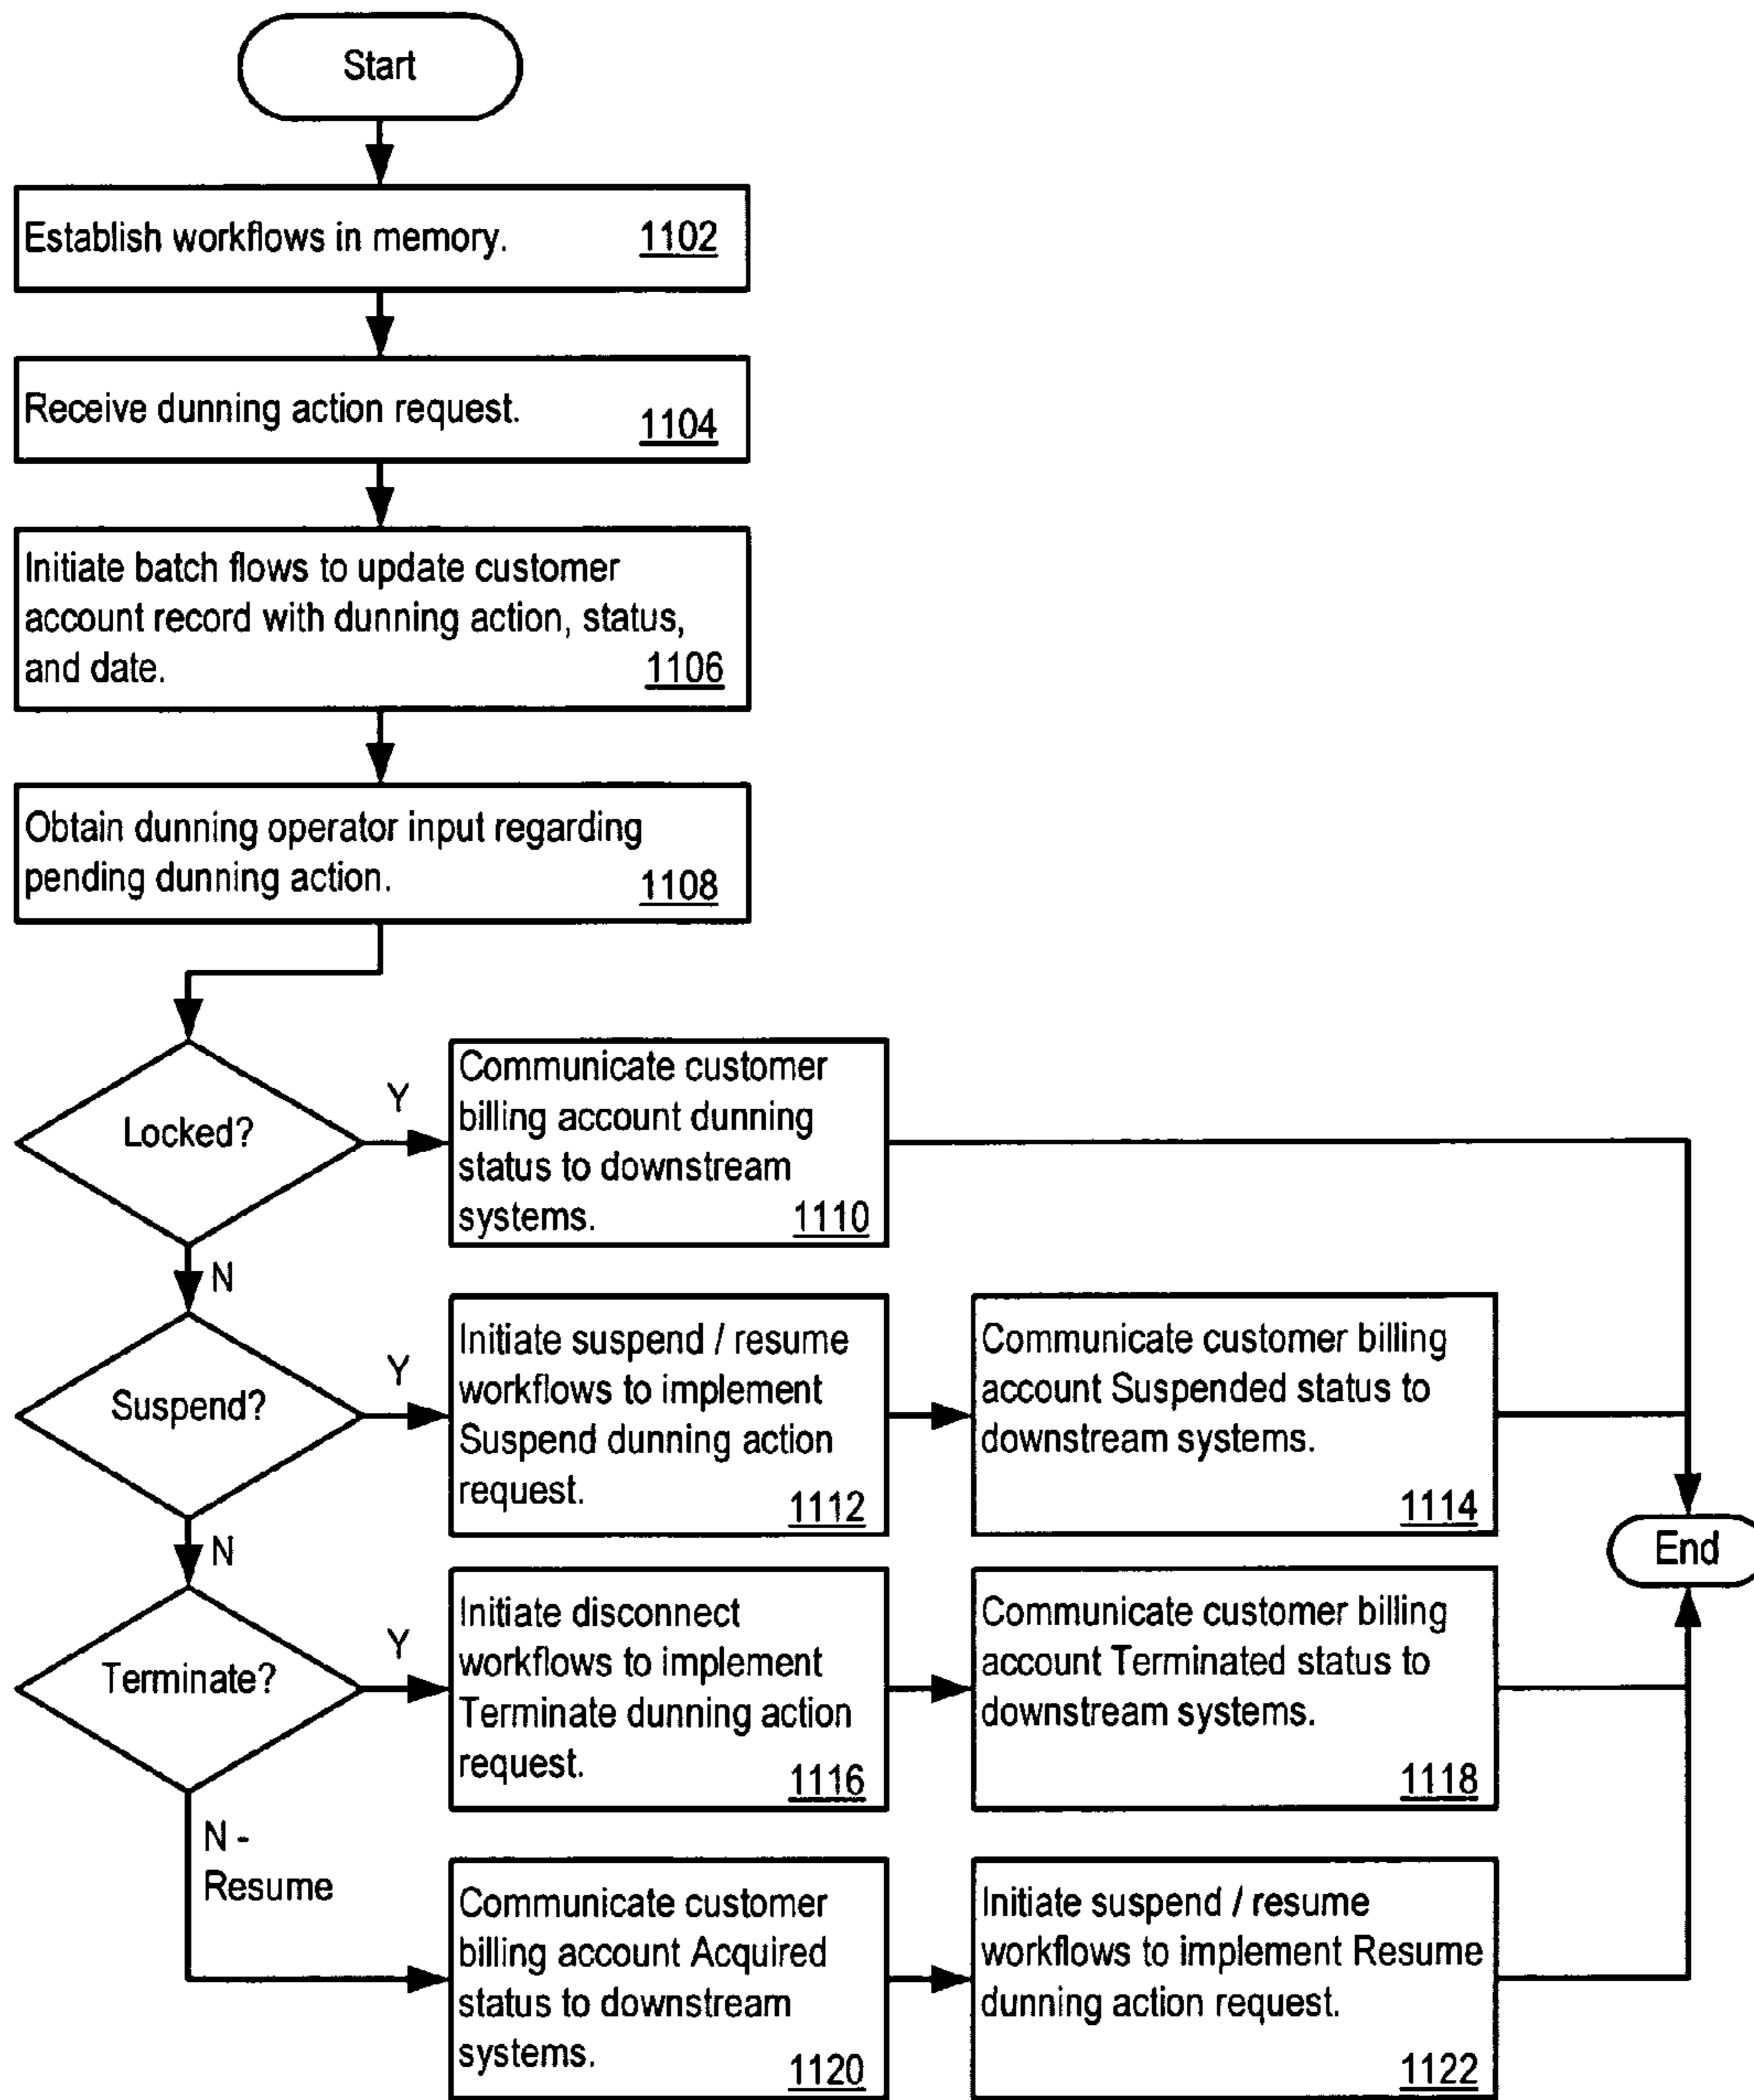 Start
Establish workflows in memory. 1102
Receive dunning action request. 1104
Initiate batch flows to update customer
account record with dunning action, status,
and date. 1106
Obtain dunning operator input regarding
pending dunning action. 1108
Locked?
Y
Communicate customer
billing account dunning
status to downstream
systems. 1110
N
Suspend?
Y
Initiate suspend / resume
workflows to implement
Suspend dunning action
request. 1112
Communicate customer billing
account Suspended status to
downstream systems.
1114
End
N
Terminate?
Y
Initiate disconnect
workflows to implement
Terminate dunning action
request. 1116
Communicate customer billing
account Terminated status to
downstream systems.
1118
N -
Resume
Communicate customer
billing account Acquired
status to downstream
systems. 1120
Initiate suspend / resume
workflows to implement Resume
dunning action request.
1122